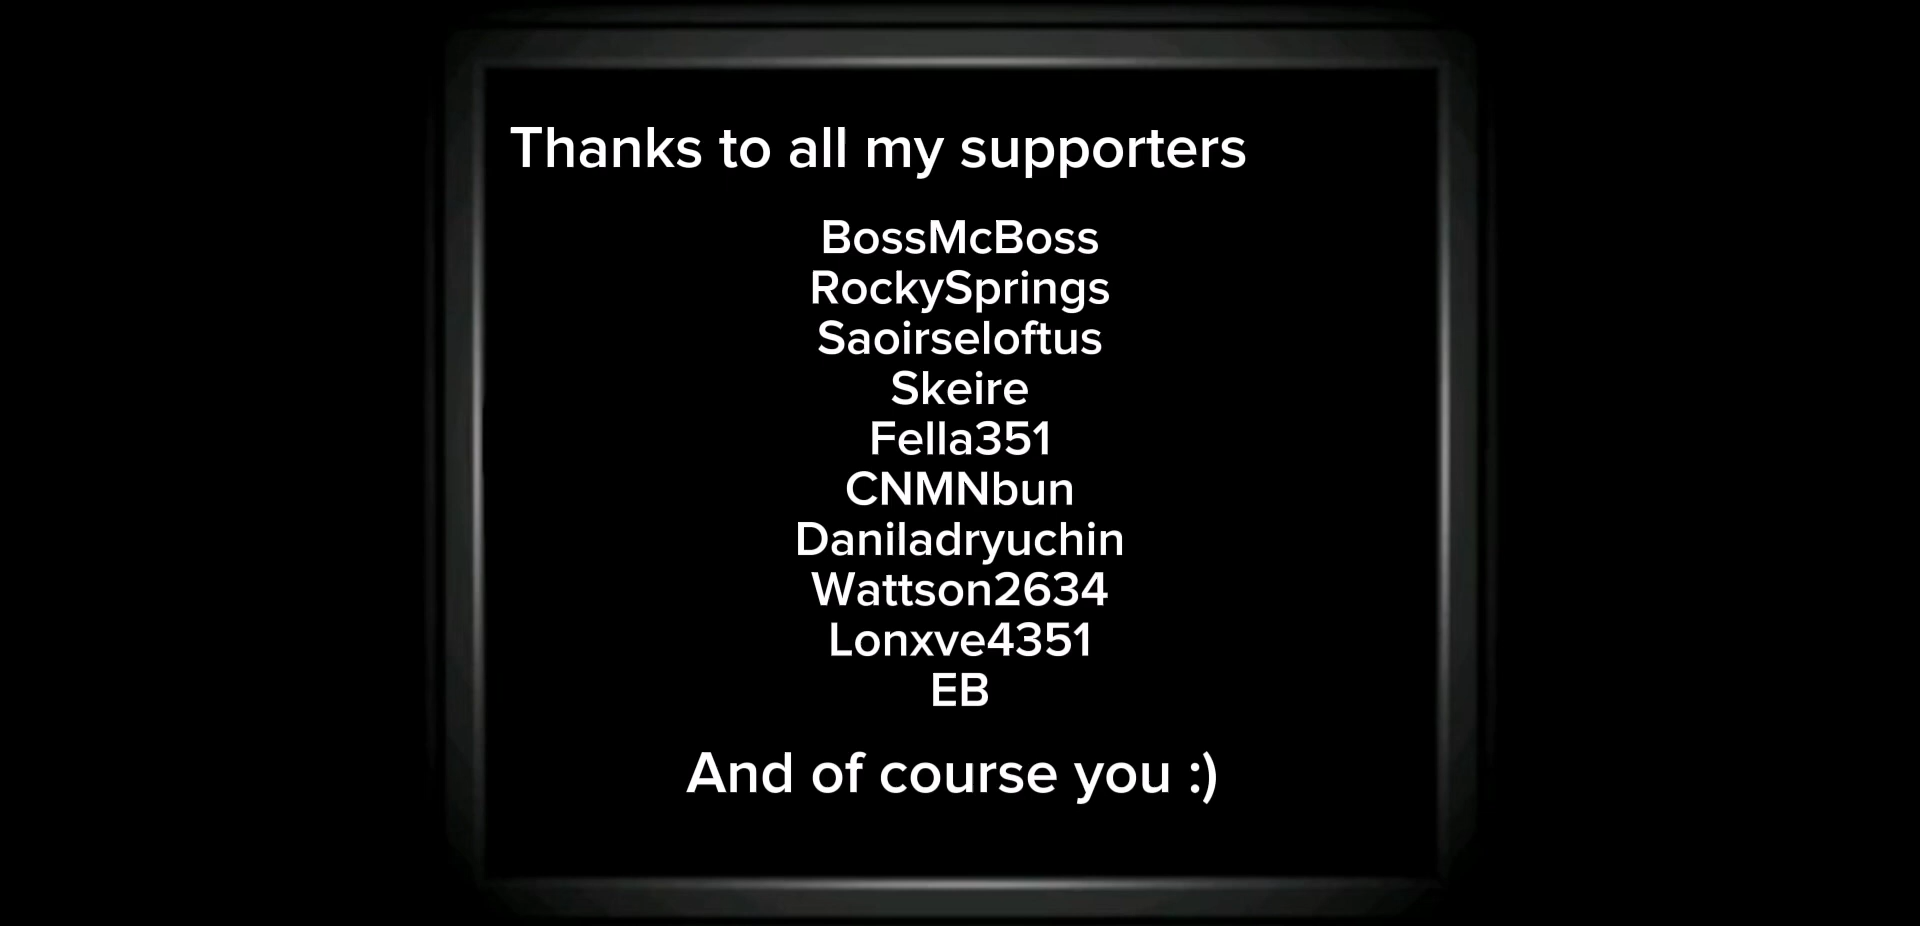 Thanks to all my supporters
BossMcBoss
RockySprings
Saoirseloftus
Skeire
Fella351
CNMNbun
Daniladryuchin
Wattson2634
Lonxve4351
EB
And of course you :)